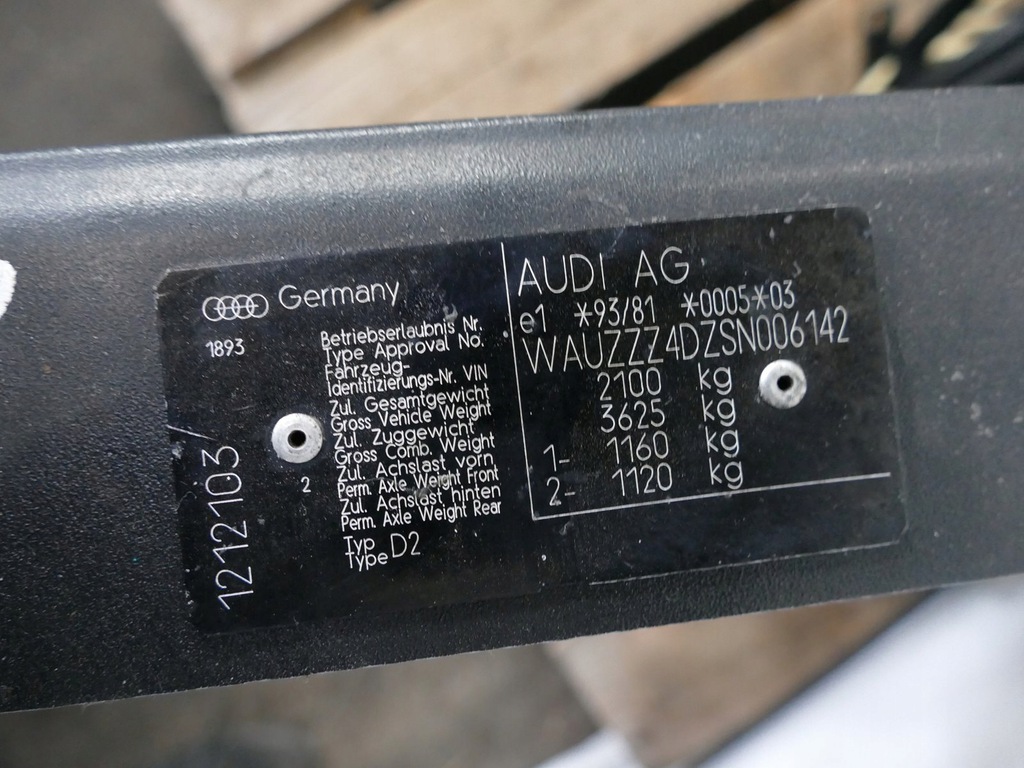 Germany
1893
Betriebserlaubnis Nr.
Type Approval No.
Fahrzeug-
Identifizierungs-Nr. VIN
Zul. Gesamtgewicht
Gross Vehicle Weight
Zul. Zuggewicht
Gross Comb. Weight
Zul. Achslast vorn
2 Perm. Axle Weight Front
Zul. Achslast hinten
Perm. Axle Weight Rear
Typ
Type D2
1212103/
AUDI AG
e1 *93/81 *0005*03
WAUZZZ4DZSN006142
2100 kg
3625 kg
1- 1160 kg
2- 1120 kg